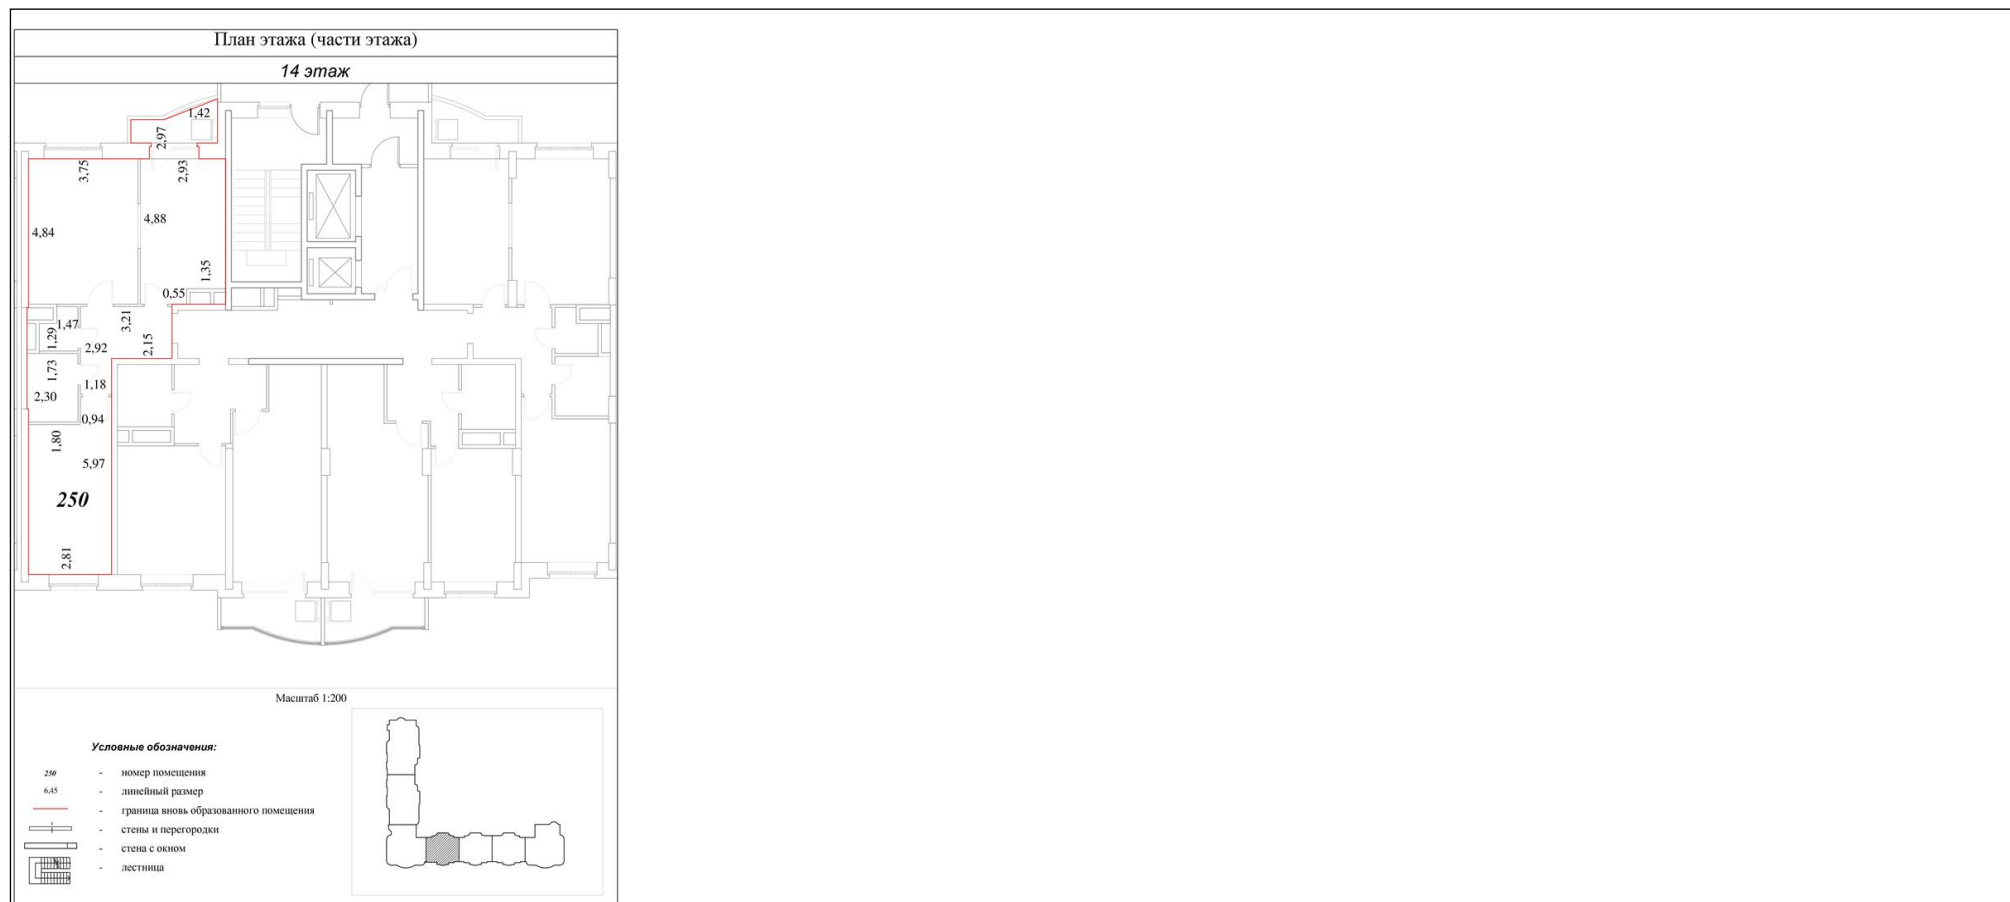 План этажа (части этажа)
14 этаж
1,42
2,97
3,75
2,93
4,88
4,84
1,35
0,55
1,47
3,21
1,29
2,15
2,92
1,73
1,18
2,30
0,94
1,80
5,97
250
2,81
Масштаб 1:200
Условные обозначения:
250 - номер помещения
6,45 - линейный размер
- граница вновь образованного помещения
- стены и перегородки
- стена с окном
- лестница